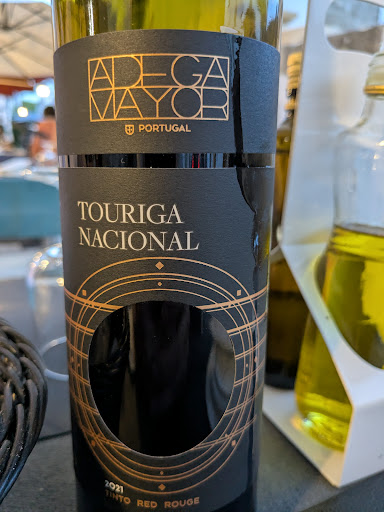 ADEGA
MAYOR
PORTUGAL
TOURIGA
NACIONAL
2021
TINTO RED ROUGE